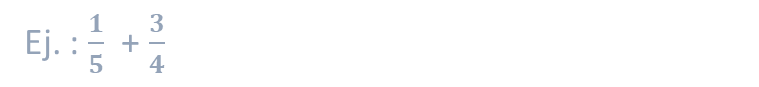 Ej. : 1/5 + 3/4